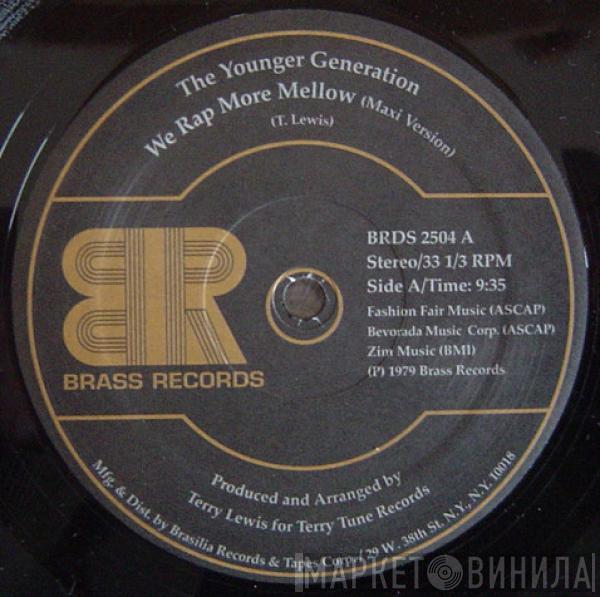 The Younger Generation
We Rap More Mellow (Maxi Version)
(T. Lewis)
BRDS 2504 A
Stereo/33 1/3 RPM
Side A/Time: 9:35
Fashion Fair Music (ASCAP)
Bevorada Music Corp. (ASCAP)
Zim Music (BMI)
(P) 1979 Brass Records
BR
BRASS RECORDS
Produced and Arranged by
Terry Lewis for Terry Tune Records
Mfg. & Dist. by Brasilia Records & Tapes Corp. / 29 W. 38th St. N.Y., N.Y. 10018
МАРКЕТ ВИНИЛА